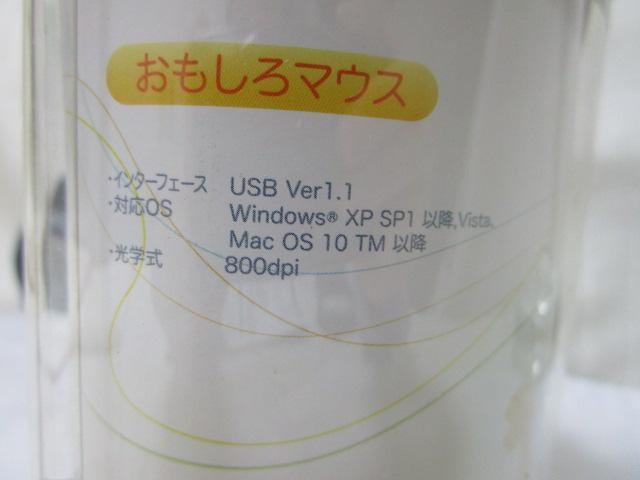 おもしろマウス
・インターフェース USB Ver1.1
・対応OS Windows® XP SP1 以降,Vista,
Mac OS 10 TM 以降
・光学式 800dpi